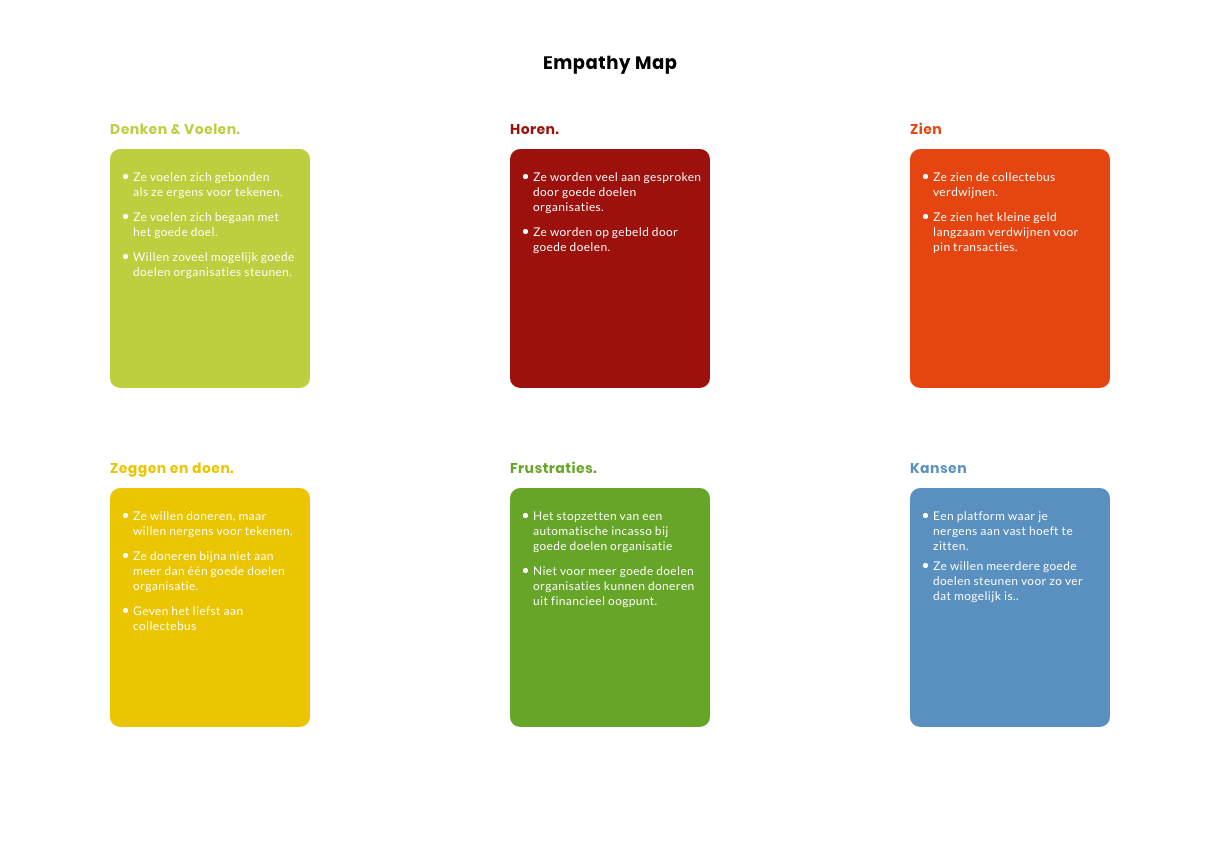 Empathy Map
Denken & Voelen.
• Ze voelen zich gebonden
als ze ergens voor tekenen.
• Ze voelen zich begaan met
het goede doel.
• Willen zoveel mogelijk goede
doelen organisaties steunen.
Horen.
• Ze worden veel aan gesproken
door goede doelen
organisaties.
• Ze worden op gebeld door
goede doelen.
Zien
• Ze zien de collectebus
verdwijnen.
• Ze zien het kleine geld
langzaam verdwijnen voor
pin transacties.
Zeggen en doen.
• Ze willen doneren, maar
willen nergens voor tekenen.
• Ze doneren bijna niet aan
meer dan één goede doelen
organisatie.
• Geven het liefst aan
collectebus
Frustraties.
• Het stopzetten van een
automatische incasso bij
goede doelen organisatie
• Niet voor meer goede doelen
organisaties kunnen doneren
uit financieel oogpunt.
Kansen
• Een platform waar je
nergens aan vast hoeft te
zitten.
• Ze willen meerdere goede
doelen steunen voor zo ver
dat mogelijk is..